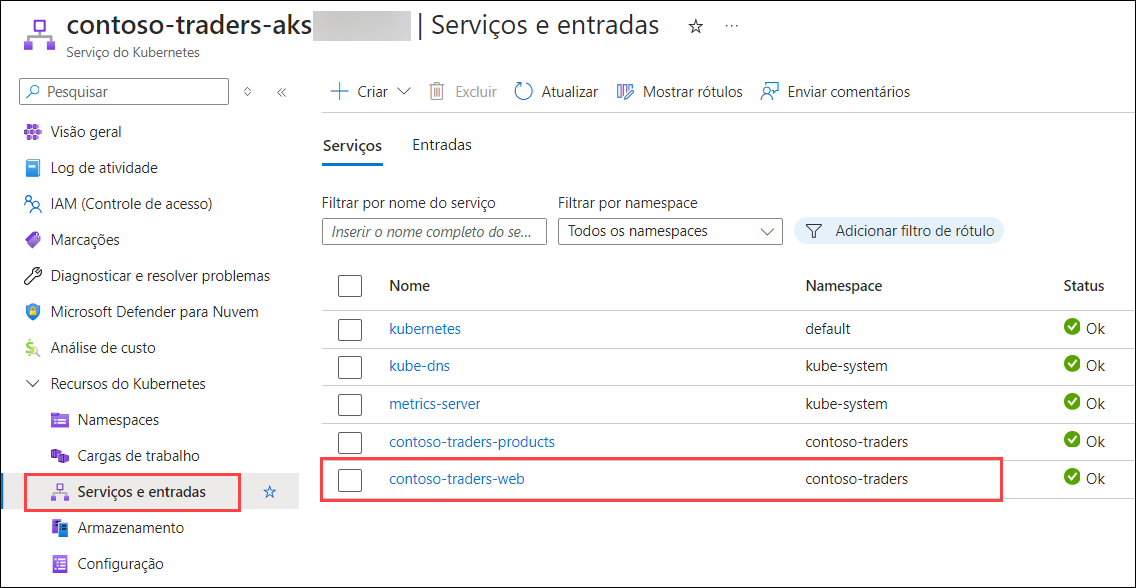 contoso-traders-aks | Serviços e entradas
Serviço do Kubernetes
Pesquisar
Visão geral
Log de atividade
IAM (Controle de acesso)
Marcações
Diagnosticar e resolver problemas
Microsoft Defender para Nuvem
Análise de custo
Recursos do Kubernetes
Namespaces
Cargas de trabalho
Serviços e entradas
Armazenamento
Configuração
Criar Excluir Atualizar Mostrar rótulos Enviar comentários
Serviços Entradas
Filtrar por nome do serviço Filtrar por namespace
Inserir o nome completo do se... Todos os namespaces Adicionar filtro de rótulo
Nome Namespace Status
kubernetes default Ok
kube-dns kube-system Ok
metrics-server kube-system Ok
contoso-traders-products contoso-traders Ok
contoso-traders-web contoso-traders Ok